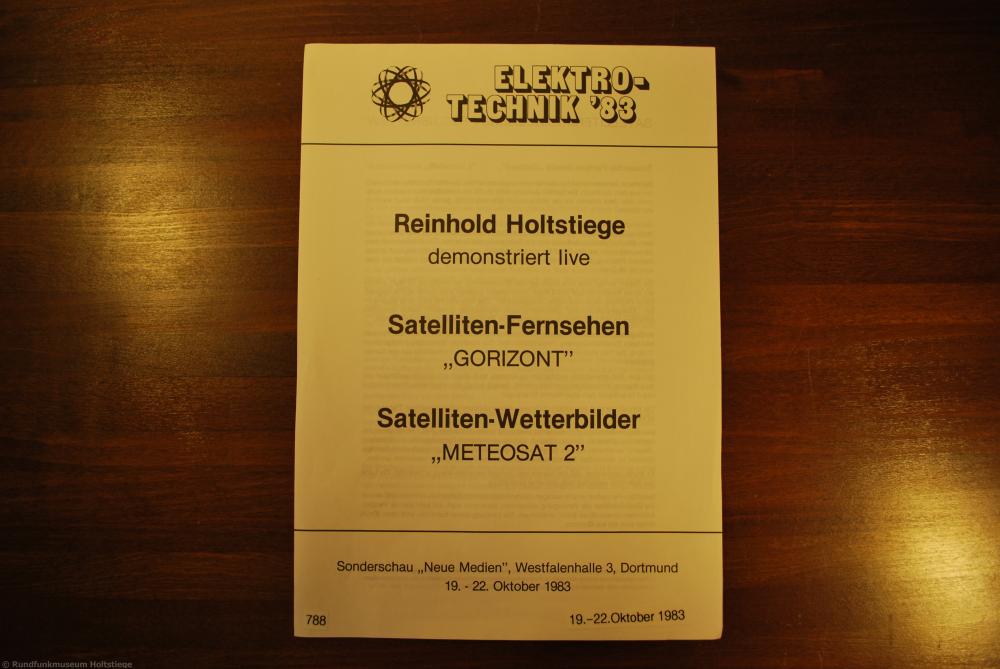 ELEKTRO-
TECHNIK '83
Reinhold Holtstiege
demonstriert live
Satelliten-Fernsehen
„GORIZONT”
Satelliten-Wetterbilder
„METEOSAT 2”
Sonderschau „Neue Medien”, Westfalenhalle 3, Dortmund
19. - 22. Oktober 1983
788
19.–22.Oktober 1983
© Rundfunkmuseum Holtstiege